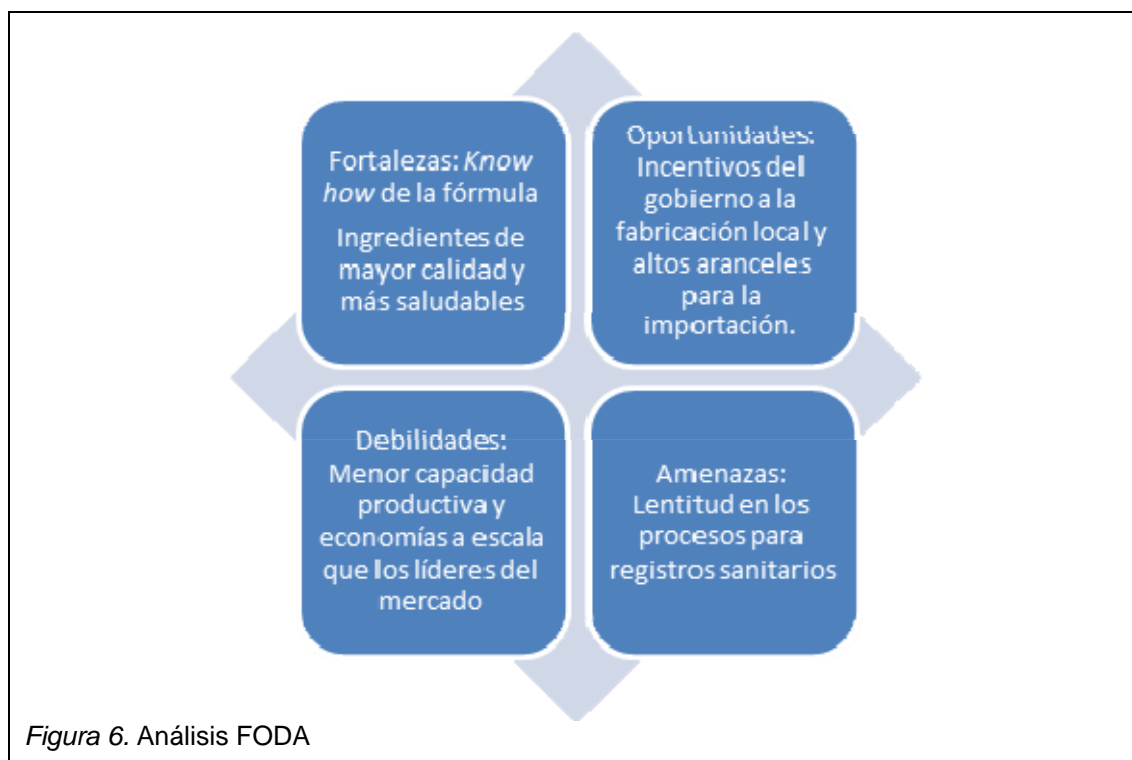 Fortalezas: Know
how de la fórmula
Ingredientes de
mayor calidad y
más saludables
Oportunidades:
Incentivos del
gobierno a la
fabricación local y
altos aranceles
para la
importación.
Debilidades:
Menor capacidad
productiva y
economías a escala
que los líderes del
mercado
Amenazas:
Lentitud en los
procesos para
registros sanitarios
Figura 6. Análisis FODA